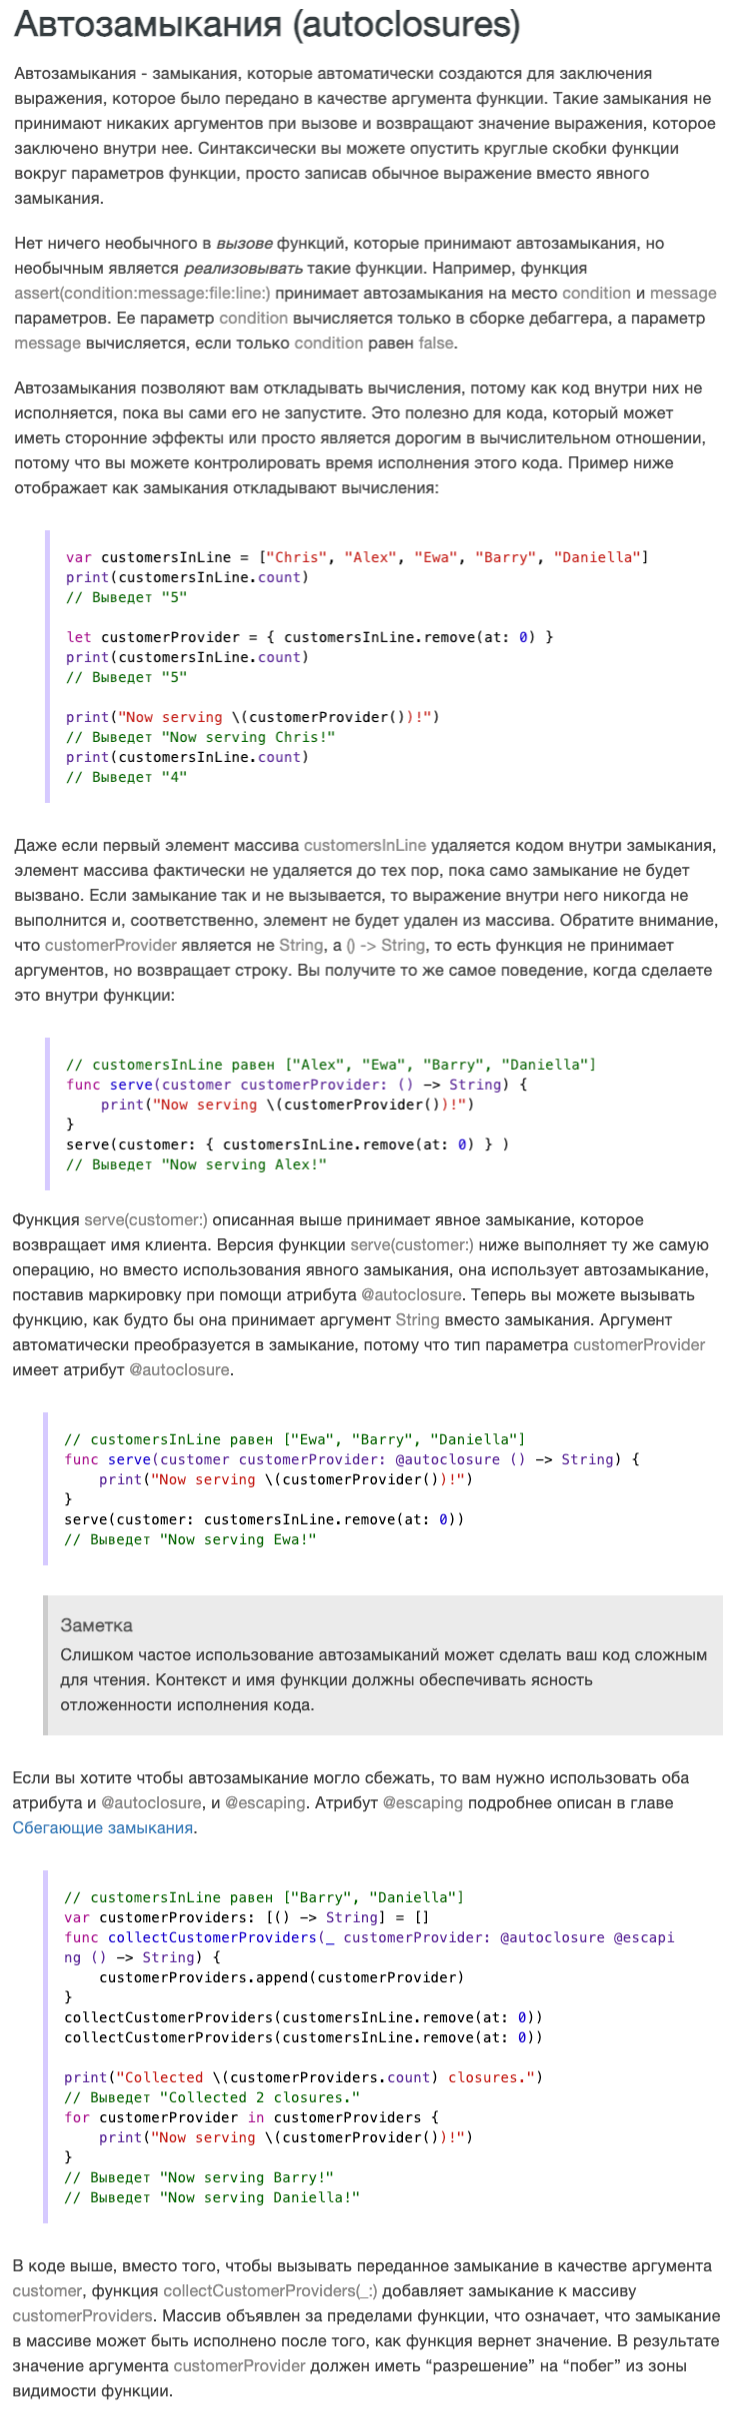 Автозамыкания (autoclosures)
Автозамыкания - замыкания, которые автоматически создаются для заключения
выражения, которое было передано в качестве аргумента функции. Такие замыкания не
принимают никаких аргументов при вызове и возвращают значение выражения, которое
заключено внутри нее. Синтаксически вы можете опустить круглые скобки функции
вокруг параметров функции, просто записав обычное выражение вместо явного
замыкания.
Нет ничего необычного в вызове функций, которые принимают автозамыкания, но
необычным является реализовывать такие функции. Например, функция
assert(condition:message:file:line:) принимает автозамыкания на место condition и message
параметров. Ее параметр condition вычисляется только в сборке дебаггера, а параметр
message вычисляется, если только condition равен false.
Автозамыкания позволяют вам откладывать вычисления, потому как код внутри них не
исполняется, пока вы сами его не запустите. Это полезно для кода, который может
иметь сторонние эффекты или просто является дорогим в вычислительном отношении,
потому что вы можете контролировать время исполнения этого кода. Пример ниже
отображает как замыкания откладывают вычисления:
var customersInLine = ["Chris", "Alex", "Ewa", "Barry", "Daniella"]
print(customersInLine.count)
// Выведет "5"
let customerProvider = { customersInLine.remove(at: 0) }
print(customersInLine.count)
// Выведет "5"
print("Now serving \(customerProvider())!")
// Выведет "Now serving Chris!"
print(customersInLine.count)
// Выведет "4"
Даже если первый элемент массива customersInLine удаляется кодом внутри замыкания,
элемент массива фактически не удаляется до тех пор, пока само замыкание не будет
вызвано. Если замыкание так и не вызывается, то выражение внутри него никогда не
выполнится и, соответственно, элемент не будет удален из массива. Обратите внимание,
что customerProvider является не String, а () -> String, то есть функция не принимает
аргументов, но возвращает строку. Вы получите то же самое поведение, когда сделаете
это внутри функции:
// customersInLine равен ["Alex", "Ewa", "Barry", "Daniella"]
func serve(customer customerProvider: () -> String) {
    print("Now serving \(customerProvider())!")
}
serve(customer: { customersInLine.remove(at: 0) } )
// Выведет "Now serving Alex!"
Функция serve(customer:) описанная выше принимает явное замыкание, которое
возвращает имя клиента. Версия функции serve(customer:) ниже выполняет ту же самую
операцию, но вместо использования явного замыкания, она использует автозамыкание,
поставив маркировку при помощи атрибута @autoclosure. Теперь вы можете вызывать
функцию, как будто бы она принимает аргумент String вместо замыкания. Аргумент
автоматически преобразуется в замыкание, потому что тип параметра customerProvider
имеет атрибут @autoclosure.
// customersInLine равен ["Ewa", "Barry", "Daniella"]
func serve(customer customerProvider: @autoclosure () -> String) {
    print("Now serving \(customerProvider())!")
}
serve(customer: customersInLine.remove(at: 0))
// Выведет "Now serving Ewa!"
Заметка
Слишком частое использование автозамыканий может сделать ваш код сложным
для чтения. Контекст и имя функции должны обеспечивать ясность
отложенности исполнения кода.
Если вы хотите чтобы автозамыкание могло сбежать, то вам нужно использовать оба
атрибута и @autoclosure, и @escaping. Атрибут @escaping подробнее описан в главе
Сбегающие замыкания.
// customersInLine равен ["Barry", "Daniella"]
var customerProviders: [() -> String] = []
func collectCustomerProviders(_ customerProvider: @autoclosure @escapi
ng () -> String) {
    customerProviders.append(customerProvider)
}
collectCustomerProviders(customersInLine.remove(at: 0))
collectCustomerProviders(customersInLine.remove(at: 0))
print("Collected \(customerProviders.count) closures.")
// Выведет "Collected 2 closures."
for customerProvider in customerProviders {
    print("Now serving \(customerProvider())!")
}
// Выведет "Now serving Barry!"
// Выведет "Now serving Daniella!"
В коде выше, вместо того, чтобы вызывать переданное замыкание в качестве аргумента
customer, функция collectCustomerProviders(_:) добавляет замыкание к массиву
customerProviders. Массив объявлен за пределами функции, что означает, что замыкание
в массиве может быть исполнено после того, как функция вернет значение. В результате
значение аргумента customerProvider должен иметь “разрешение” на “побег” из зоны
видимости функции.